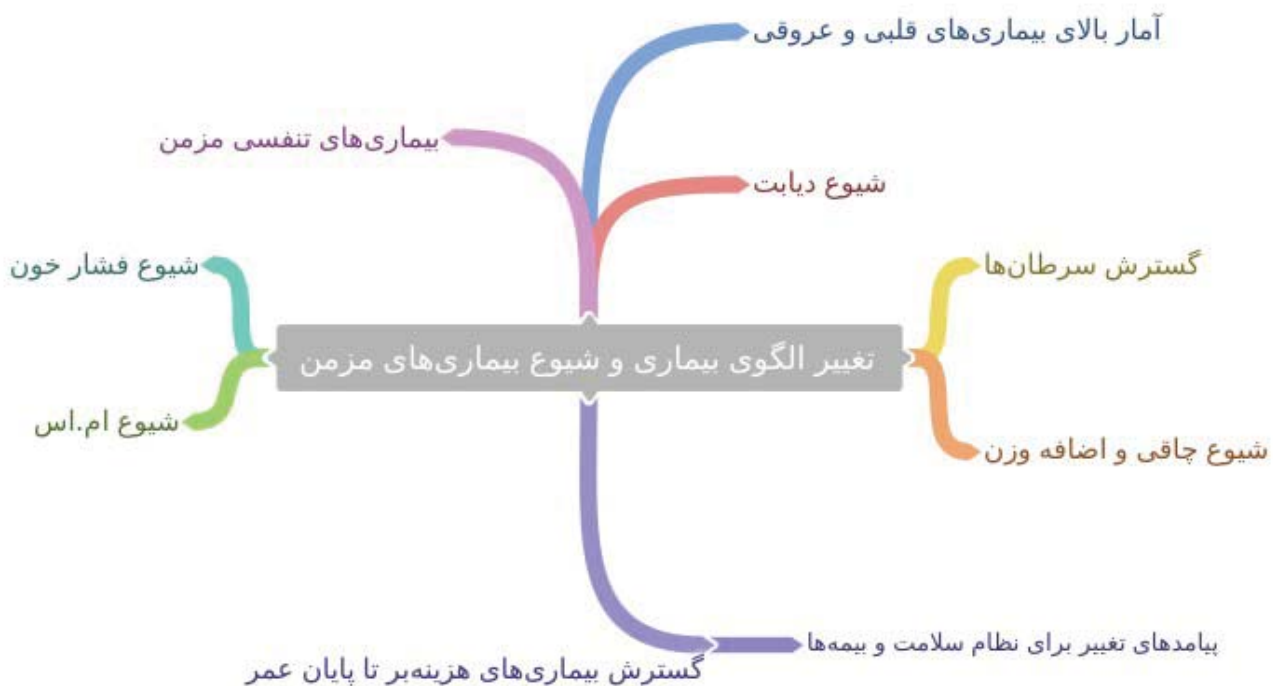 آمار بالای بیماری‌های قلبی و عروقی
بیماری‌های تنفسی مزمن
شیوع دیابت
گسترش سرطان‌ها
شیوع فشار خون
تغییر الگوی بیماری و شیوع بیماری‌های مزمن
شیوع ام.اس
شیوع چاقی و اضافه وزن
پیامدهای تغییر برای نظام سلامت و بیمه‌ها
گسترش بیماری‌های هزینه‌بر تا پایان عمر